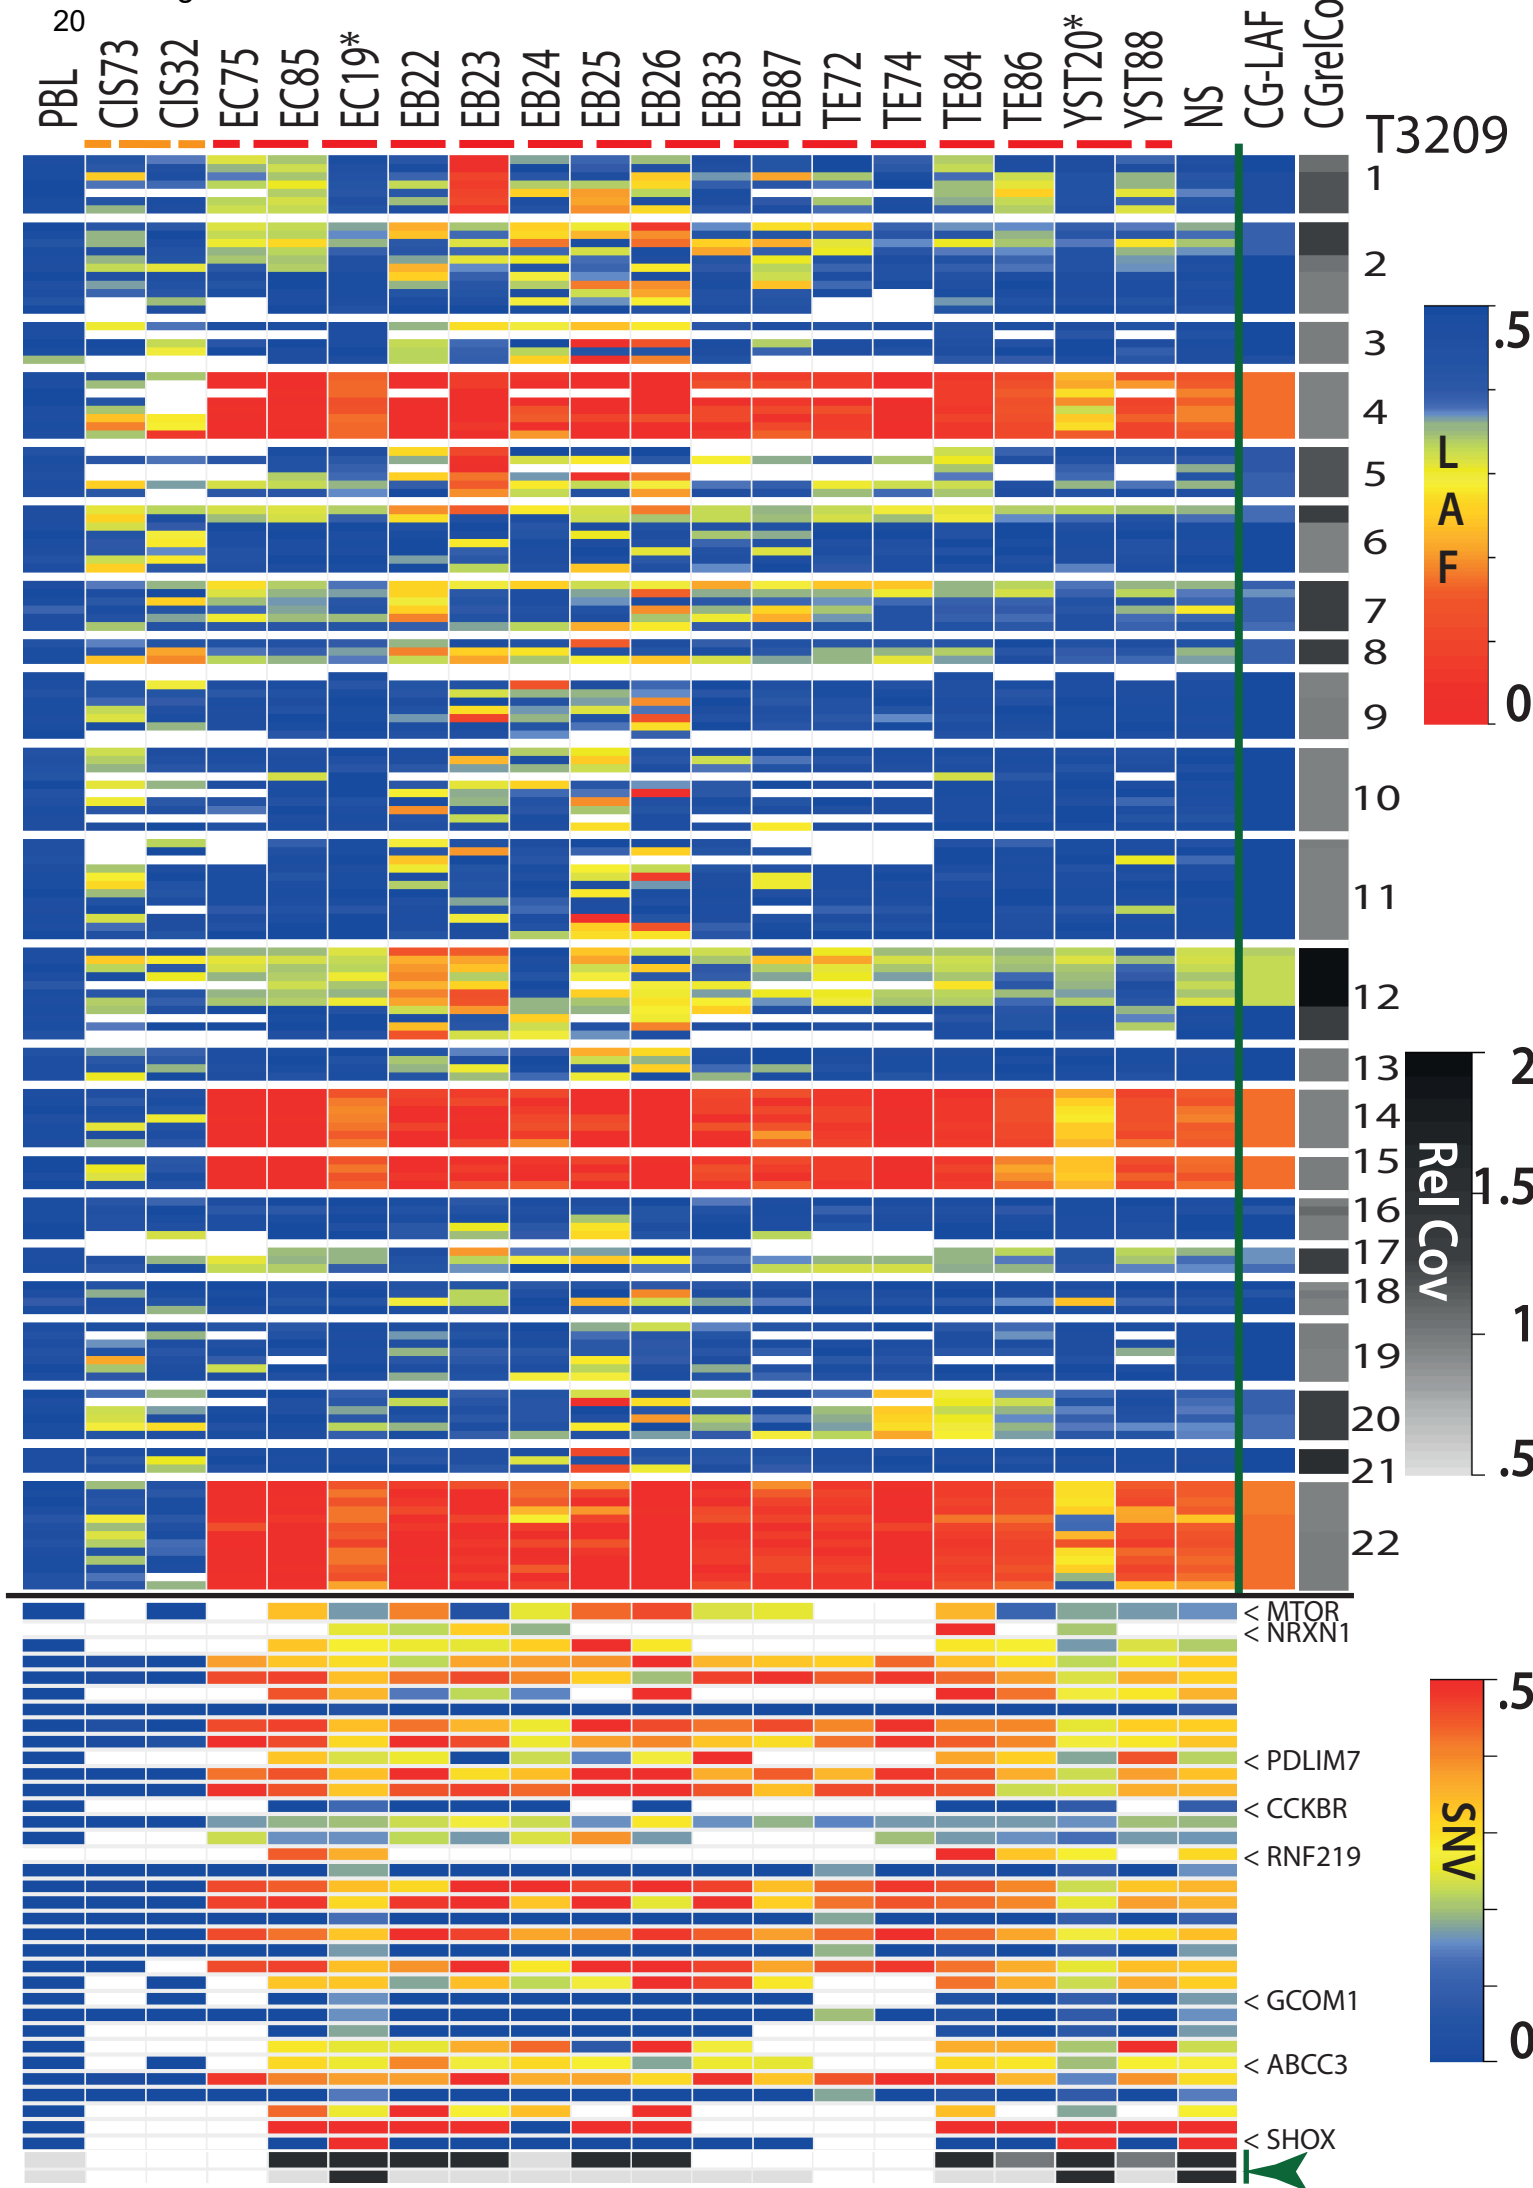 20
PBL
CIS73
CIS32
EC75
EC85
EC19*
EB22
EB23
EB24
EB25
EB26
EB33
EB87
TE72
TE74
TE84
TE86
YST20*
YST88
NS
CG-LAF
CGrelCo
T3209
1
2
3
4
5
6
7
8
9
10
11
12
13
14
15
16
17
18
19
20
21
22
.5
L
A
F
0
2
1.5
1
.5
Rel Cov
< MTOR
< NRXN1
< PDLIM7
< CCKBR
< RNF219
< GCOM1
< ABCC3
< SHOX
.5
SNV
0